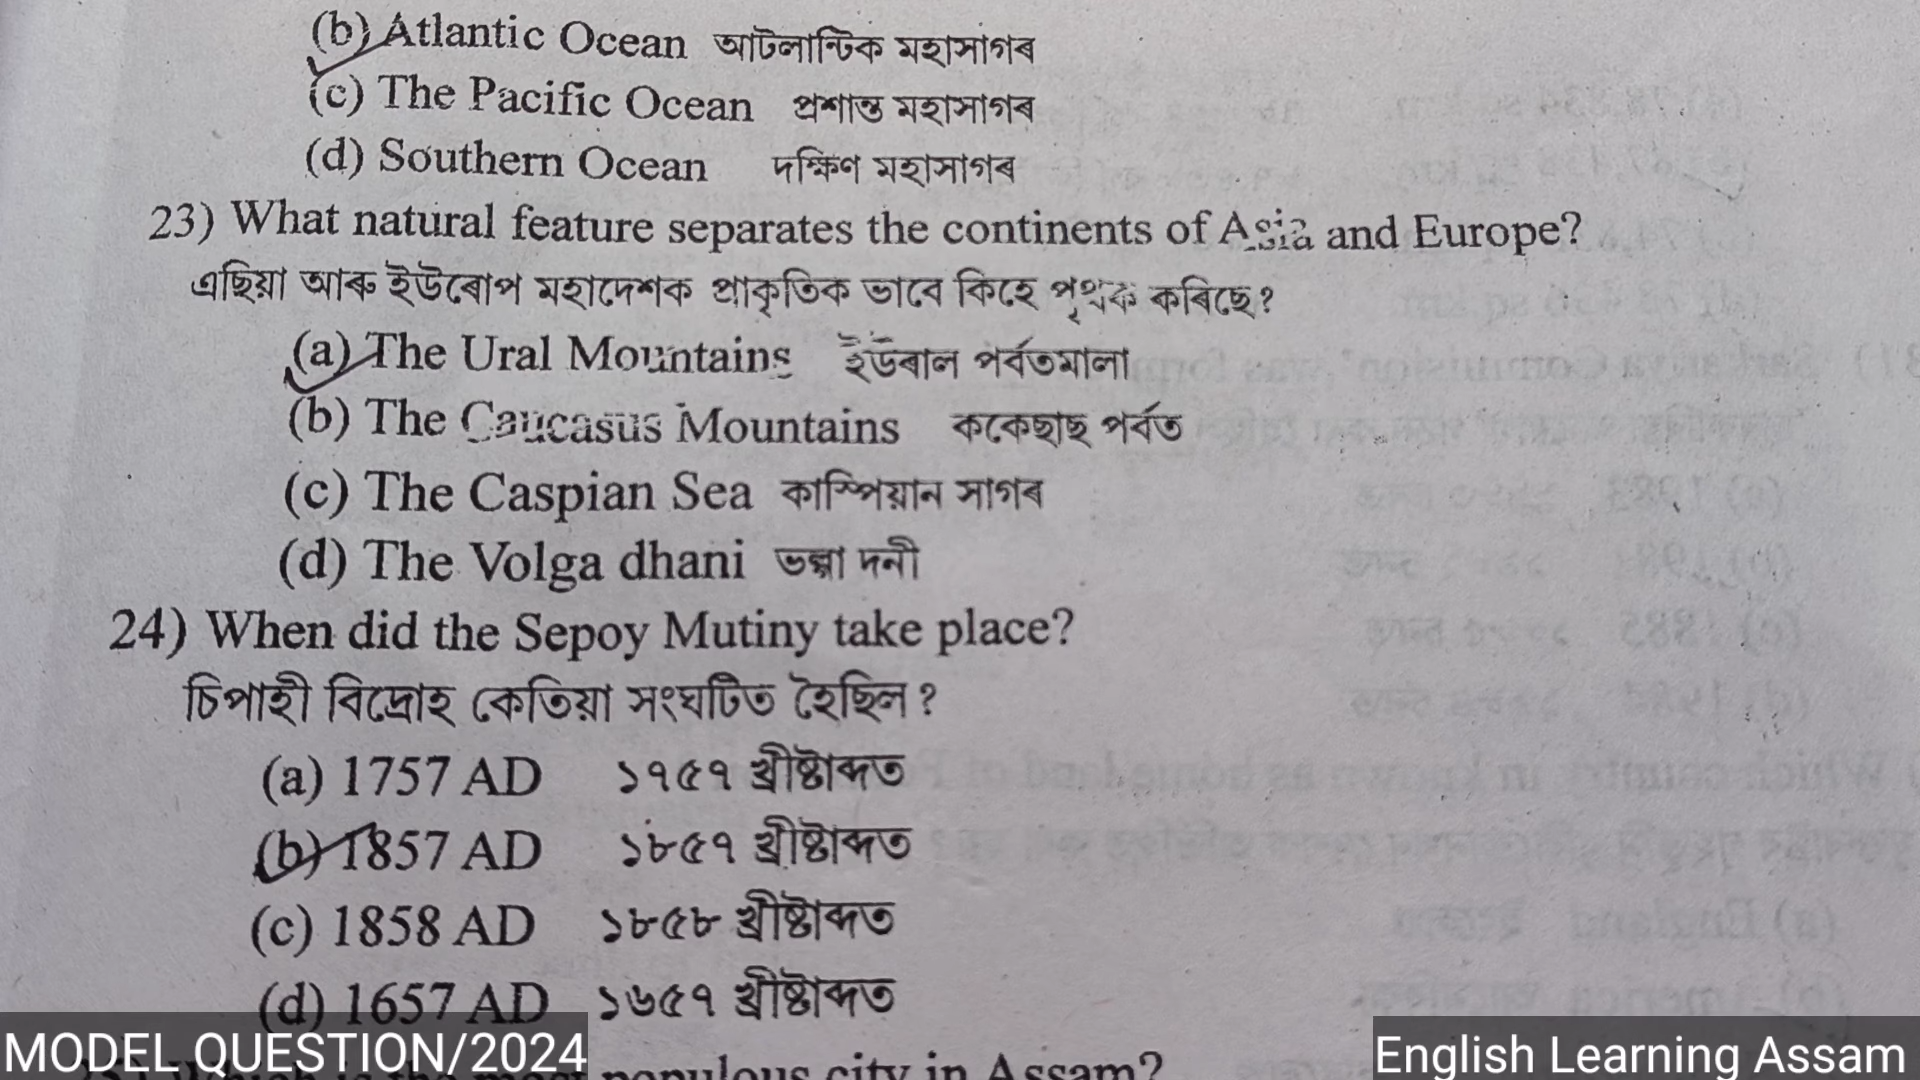 (b) Atlantic Ocean আটলান্টিক মহাসাগৰ
(c) The Pacific Ocean প্ৰশান্ত মহাসাগৰ
(d) Southern Ocean দক্ষিণ মহাসাগৰ
23) What natural feature separates the continents of Asia and Europe?
এছিয়া আৰু ইউৰোপ মহাদেশক প্ৰাকৃতিক ভাবে কিহে পৃথক কৰিছে?
(a) The Ural Mountains ইউৰাল পৰ্বতমালা
(b) The Caucasus Mountains ককেছাছ পৰ্বত
(c) The Caspian Sea কাস্পিয়ান সাগৰ
(d) The Volga dhani ভল্গা দনী
24) When did the Sepoy Mutiny take place?
চিপাহী বিদ্ৰোহ কেতিয়া সংঘটিত হৈছিল?
(a) 1757 AD ১৭৫৭ খ্ৰীষ্টাব্দত
(b) 1857 AD ১৮৫৭ খ্ৰীষ্টাব্দত
(c) 1858 AD ১৮৫৮ খ্ৰীষ্টাব্দত
(d) 1657 AD ১৬৫৭ খ্ৰীষ্টাব্দত
populous city in Assam?
MODEL QUESTION/2024
English Learning Assam